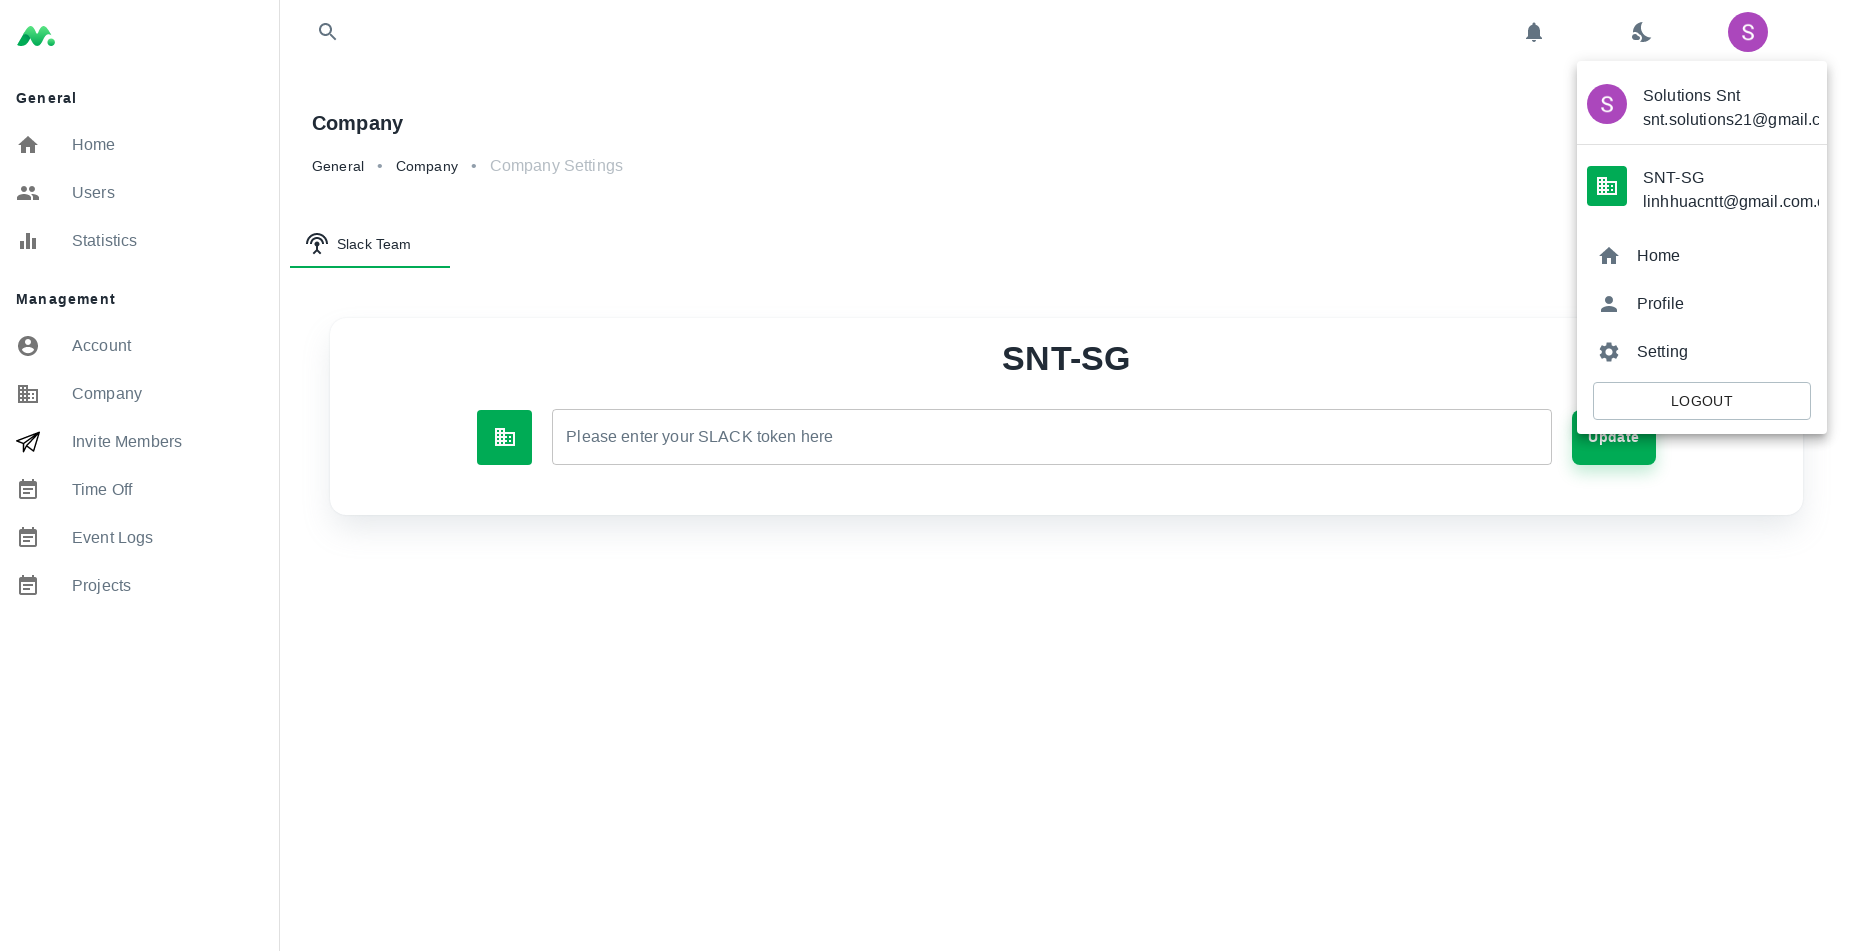 General
Home
Users
Statistics
Management
Account
Company
Invite Members
Time Off
Event Logs
Projects
S
Company
General • Company • Company Settings
Slack Team
SNT-SG
Please enter your SLACK token here
Update
S
Solutions Snt
snt.solutions21@gmail.c
SNT-SG
linhhuacntt@gmail.com.
Home
Profile
Setting
LOGOUT